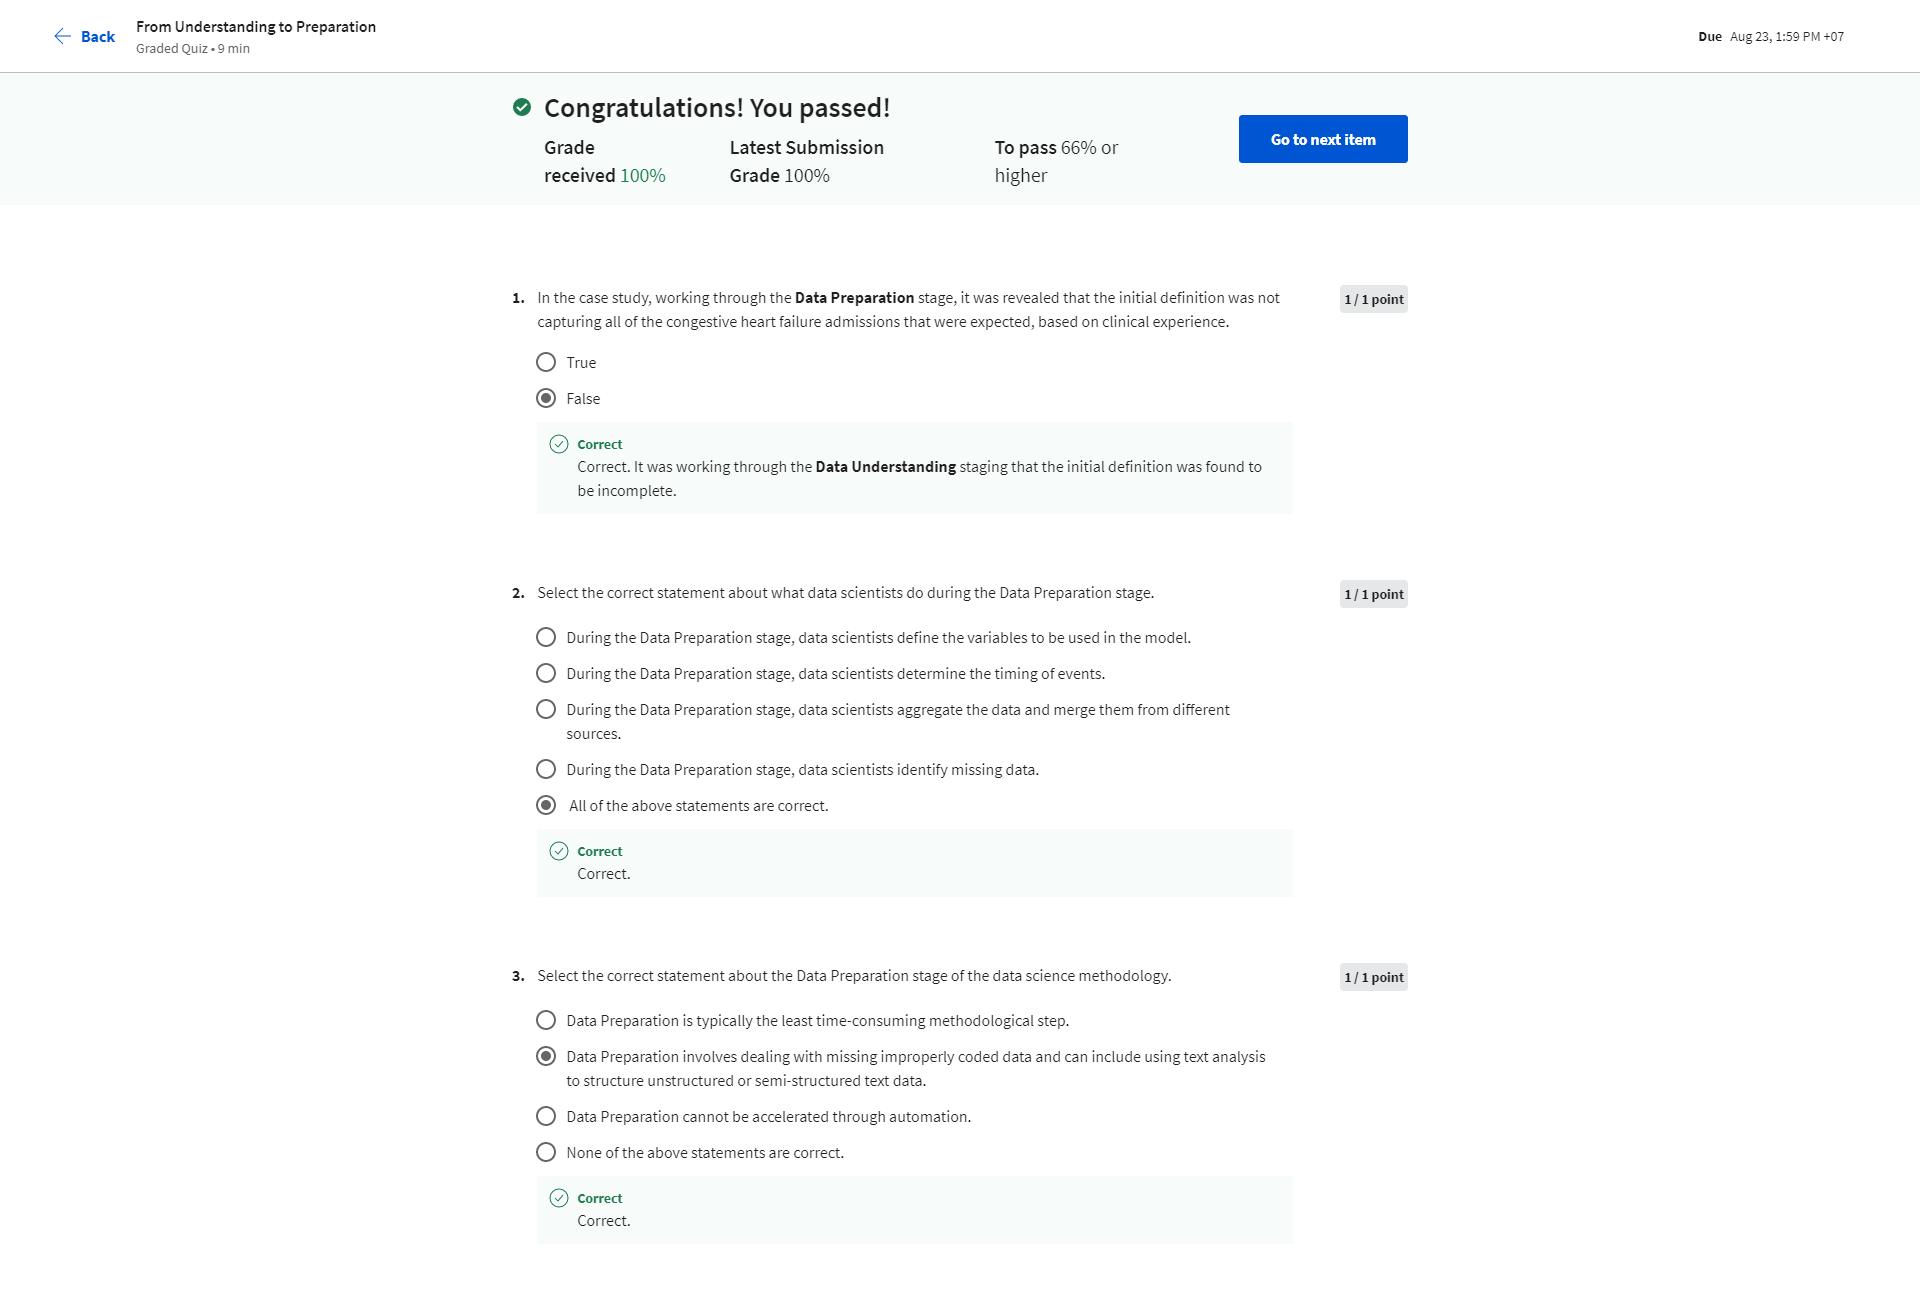 Back
From Understanding to Preparation
Graded Quiz • 9 min
Due Aug 23, 1:59 PM +07
Congratulations! You passed!
Grade
received 100%
Latest Submission
Grade 100%
To pass 66% or
higher
Go to next item
1. In the case study, working through the Data Preparation stage, it was revealed that the initial definition was not
capturing all of the congestive heart failure admissions that were expected, based on clinical experience.
1 / 1 point
True
False
Correct
Correct. It was working through the Data Understanding staging that the initial definition was found to
be incomplete.
2. Select the correct statement about what data scientists do during the Data Preparation stage.
1 / 1 point
During the Data Preparation stage, data scientists define the variables to be used in the model.
During the Data Preparation stage, data scientists determine the timing of events.
During the Data Preparation stage, data scientists aggregate the data and merge them from different
sources.
During the Data Preparation stage, data scientists identify missing data.
All of the above statements are correct.
Correct
Correct.
3. Select the correct statement about the Data Preparation stage of the data science methodology.
1 / 1 point
Data Preparation is typically the least time-consuming methodological step.
Data Preparation involves dealing with missing improperly coded data and can include using text analysis
to structure unstructured or semi-structured text data.
Data Preparation cannot be accelerated through automation.
None of the above statements are correct.
Correct
Correct.